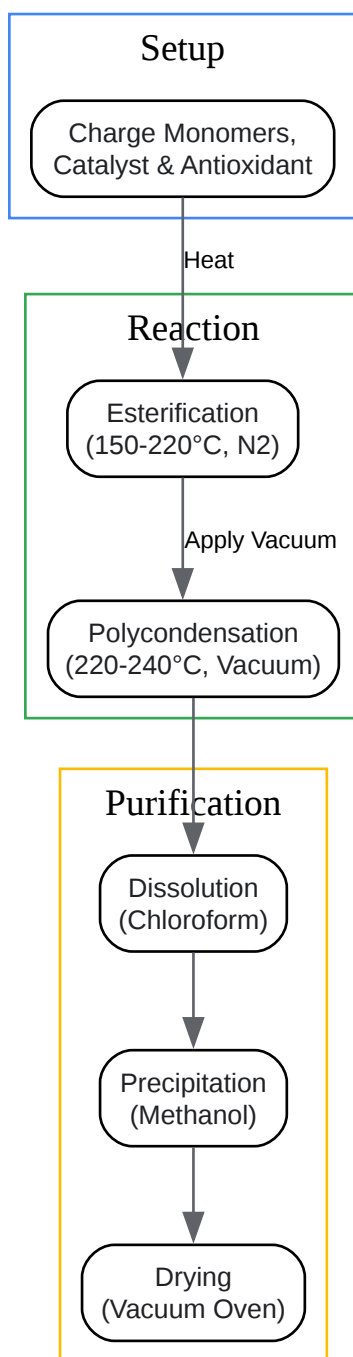 Setup
Charge Monomers,
Catalyst & Antioxidant
Heat
Reaction
Esterification
(150-220°C, N2)
Apply Vacuum
Polycondensation
(220-240°C, Vacuum)
Purification
Dissolution
(Chloroform)
Precipitation
(Methanol)
Drying
(Vacuum Oven)